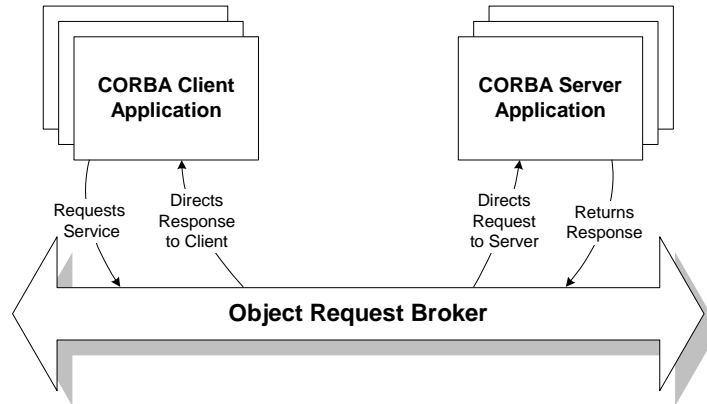 CORBA Client
Application
CORBA Server
Application
Requests
Service
Directs
Response
to Client
Directs
Request
to Server
Returns
Response
Object Request Broker